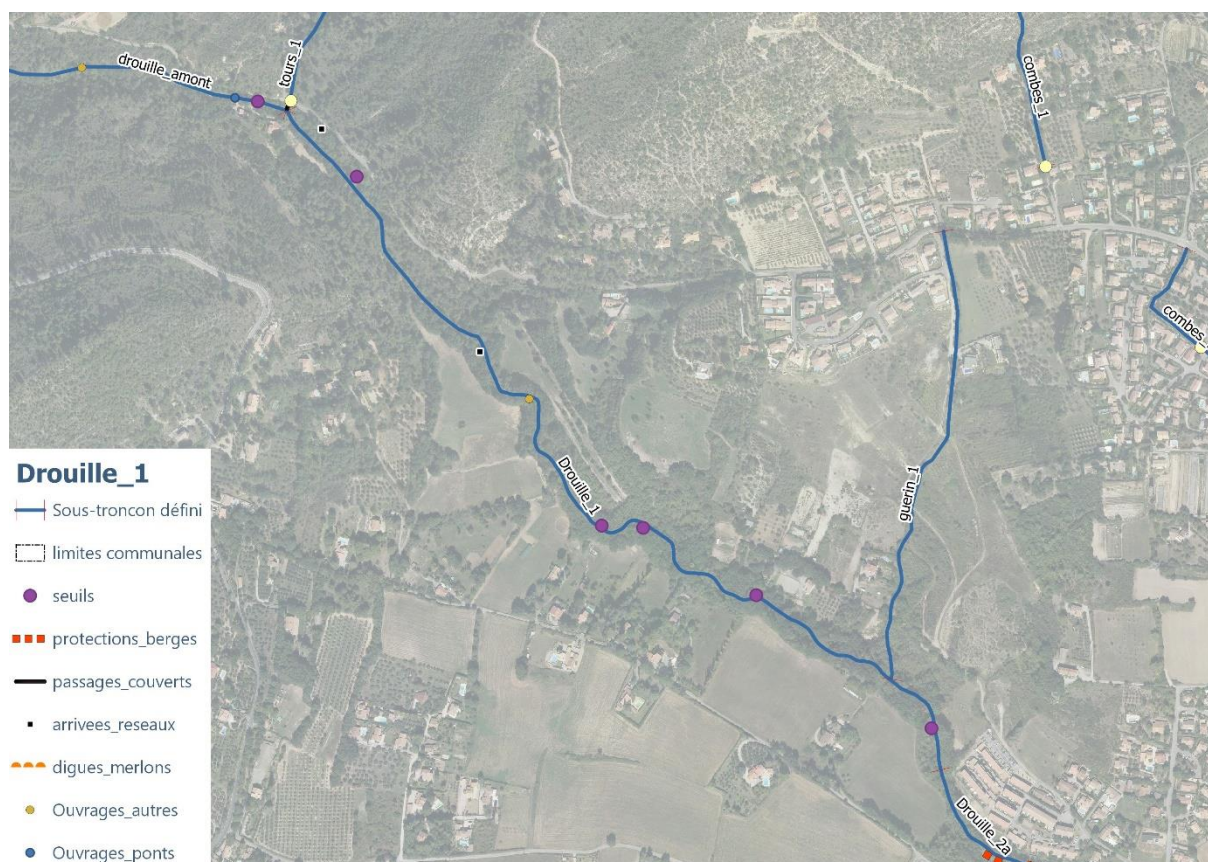 drouille_amont
tours_1
combes_1
combes_
Drouille_1
guerin_1
Drouille_2a
Drouille_1
Sous-troncon défini
limites communales
seuils
protections_berges
passages_couverts
arrivees_reseaux
digues_merlons
Ouvrages_autres
Ouvrages_ponts